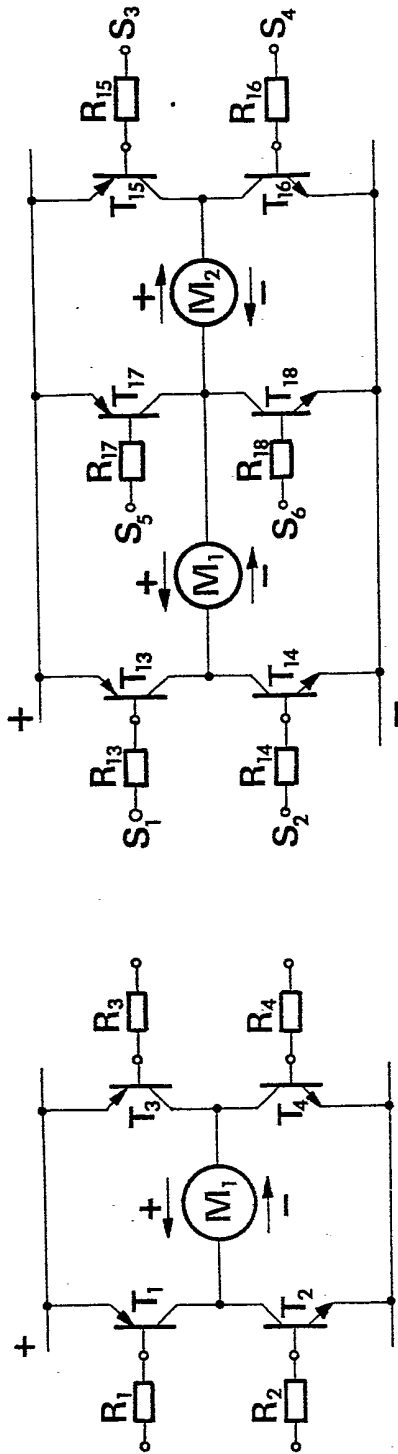 +
R₁
T₁
T₃
R₃
+
M₁
−
R₂
T₂
T₄
R₄
+
S₁
R₁₃
T₁₃
S₅
R₁₇
T₁₇
T₁₅
R₁₅
S₃
+
M₁
−
+
M₂
−
S₂
R₁₄
T₁₄
S₆
R₁₈
T₁₈
T₁₆
R₁₆
S₄
−